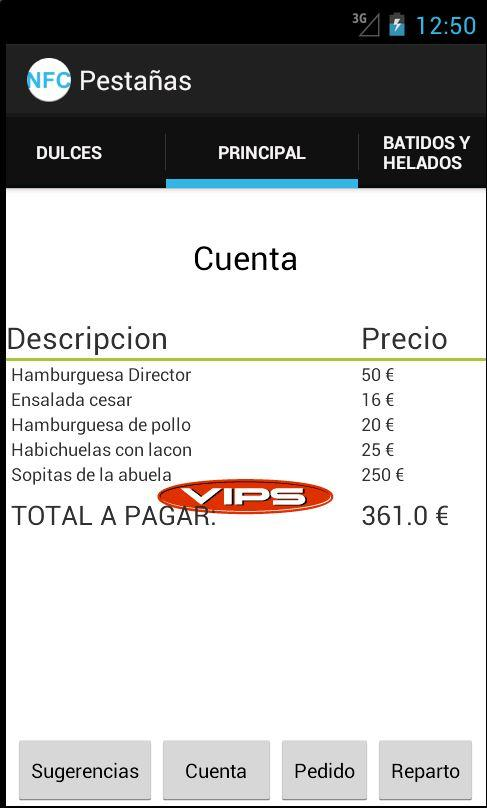 3G 12:50
NFC Pestañas
DULCES PRINCIPAL BATIDOS Y HELADOS
Cuenta
Descripcion Precio
Hamburguesa Director 50 €
Ensalada cesar 16 €
Hamburguesa de pollo 20 €
Habichuelas con lacon 25 €
Sopitas de la abuela 250 €
VIPS
TOTAL A PAGAR: 361.0 €
Sugerencias Cuenta Pedido Reparto